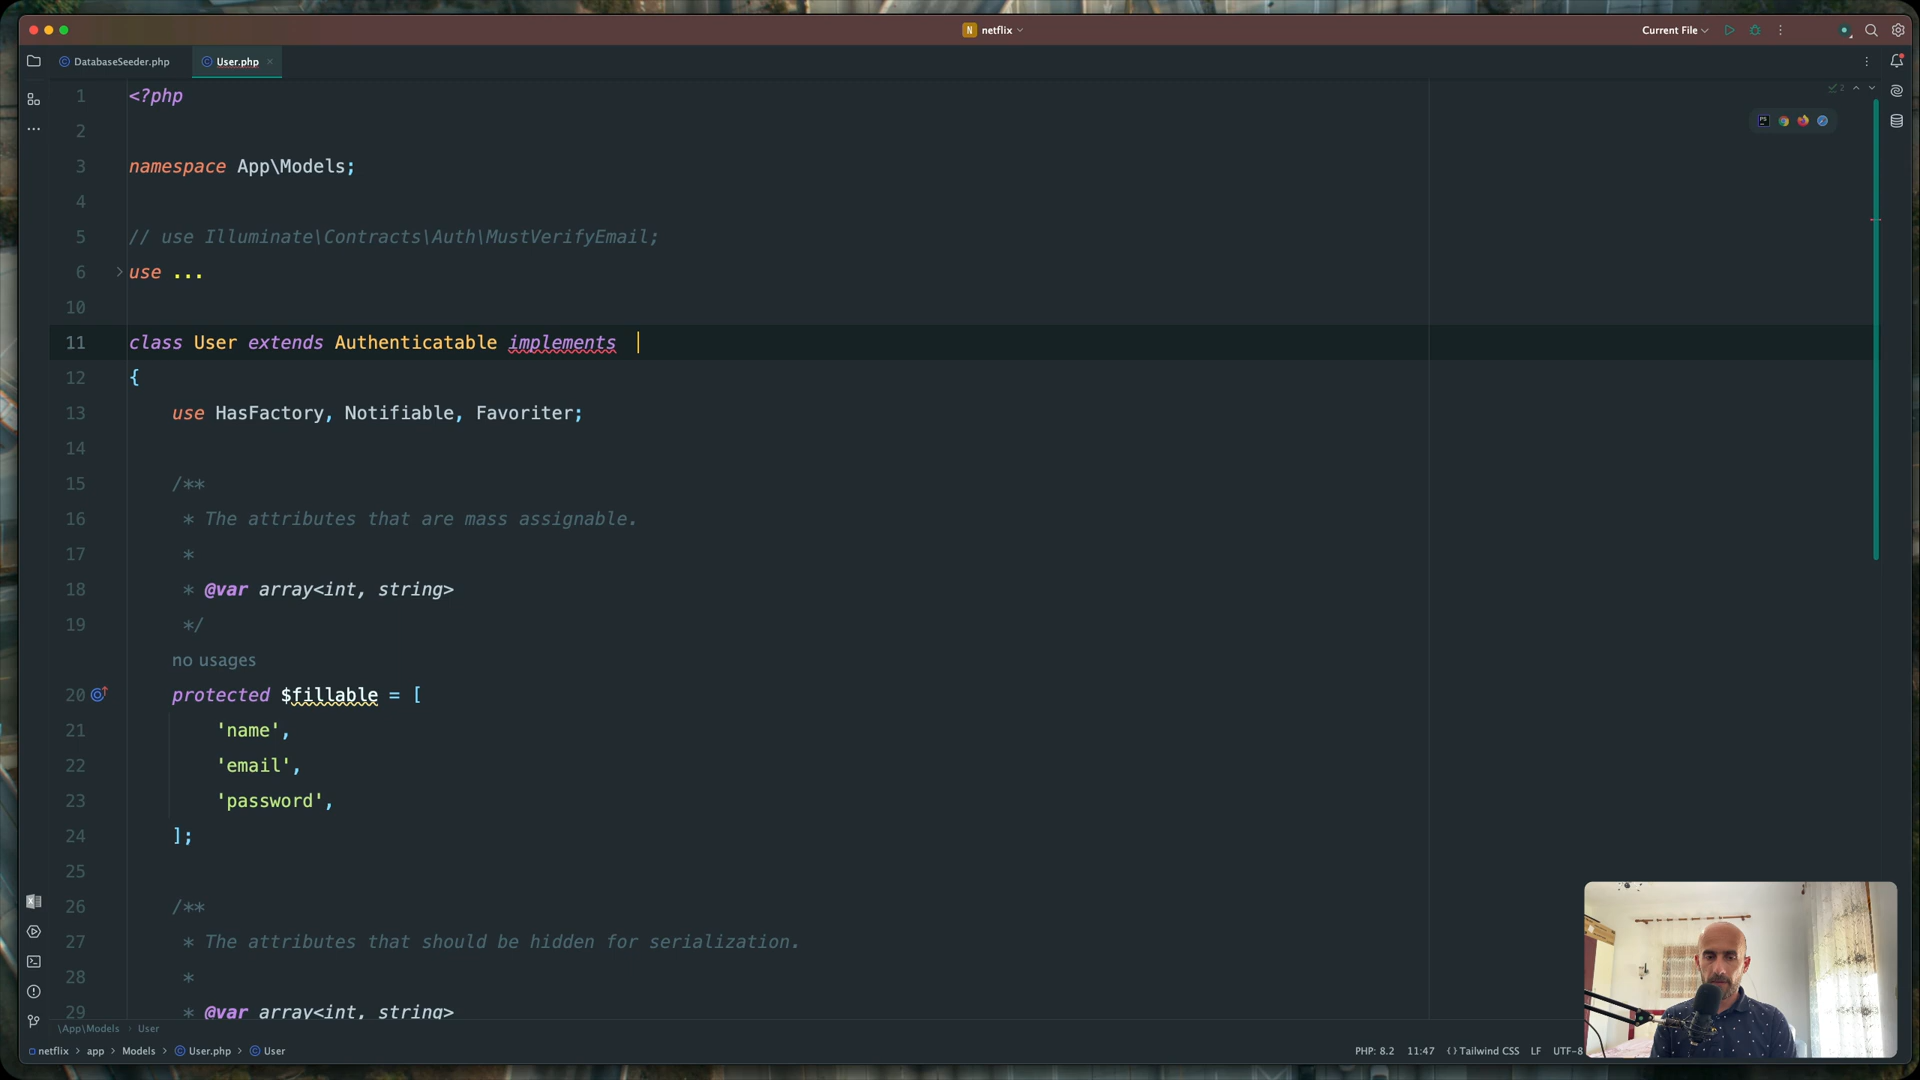 N netflix
Current File
DatabaseSeeder.php
User.php
1 <?php
2
3 namespace App\Models;
4
5 // use Illuminate\Contracts\Auth\MustVerifyEmail;
6 use ...
10
11 class User extends Authenticatable implements
12 {
13 use HasFactory, Notifiable, Favoriter;
14
15 /**
16 * The attributes that are mass assignable.
17 *
18 * @var array<int, string>
19 */
no usages
20 protected $fillable = [
21 'name',
22 'email',
23 'password',
24 ];
25
26 /**
27 * The attributes that should be hidden for serialization.
28 *
29 * @var array<int, string>
2
\App\Models › User
netflix > app > Models > User.php > User
PHP: 8.2 11:47 Tailwind CSS LF UTF-8